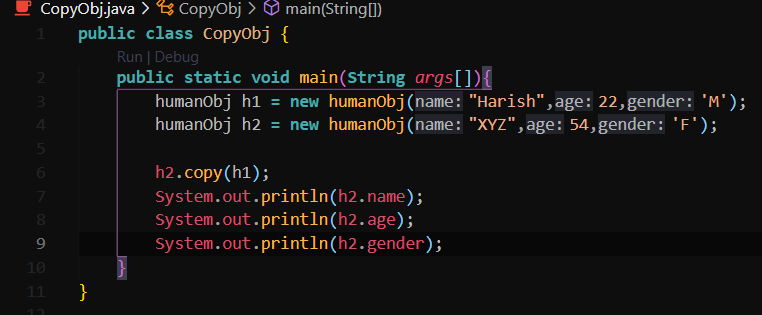 CopyObj.java > CopyObj > main(String[])
1 public class CopyObj {
Run | Debug
2 public static void main(String args[]){
3 humanObj h1 = new humanObj(name:"Harish",age:22,gender:'M');
4 humanObj h2 = new humanObj(name:"XYZ",age:54,gender:'F');
5
6 h2.copy(h1);
7 System.out.println(h2.name);
8 System.out.println(h2.age);
9 System.out.println(h2.gender);
10 }
11 }
12